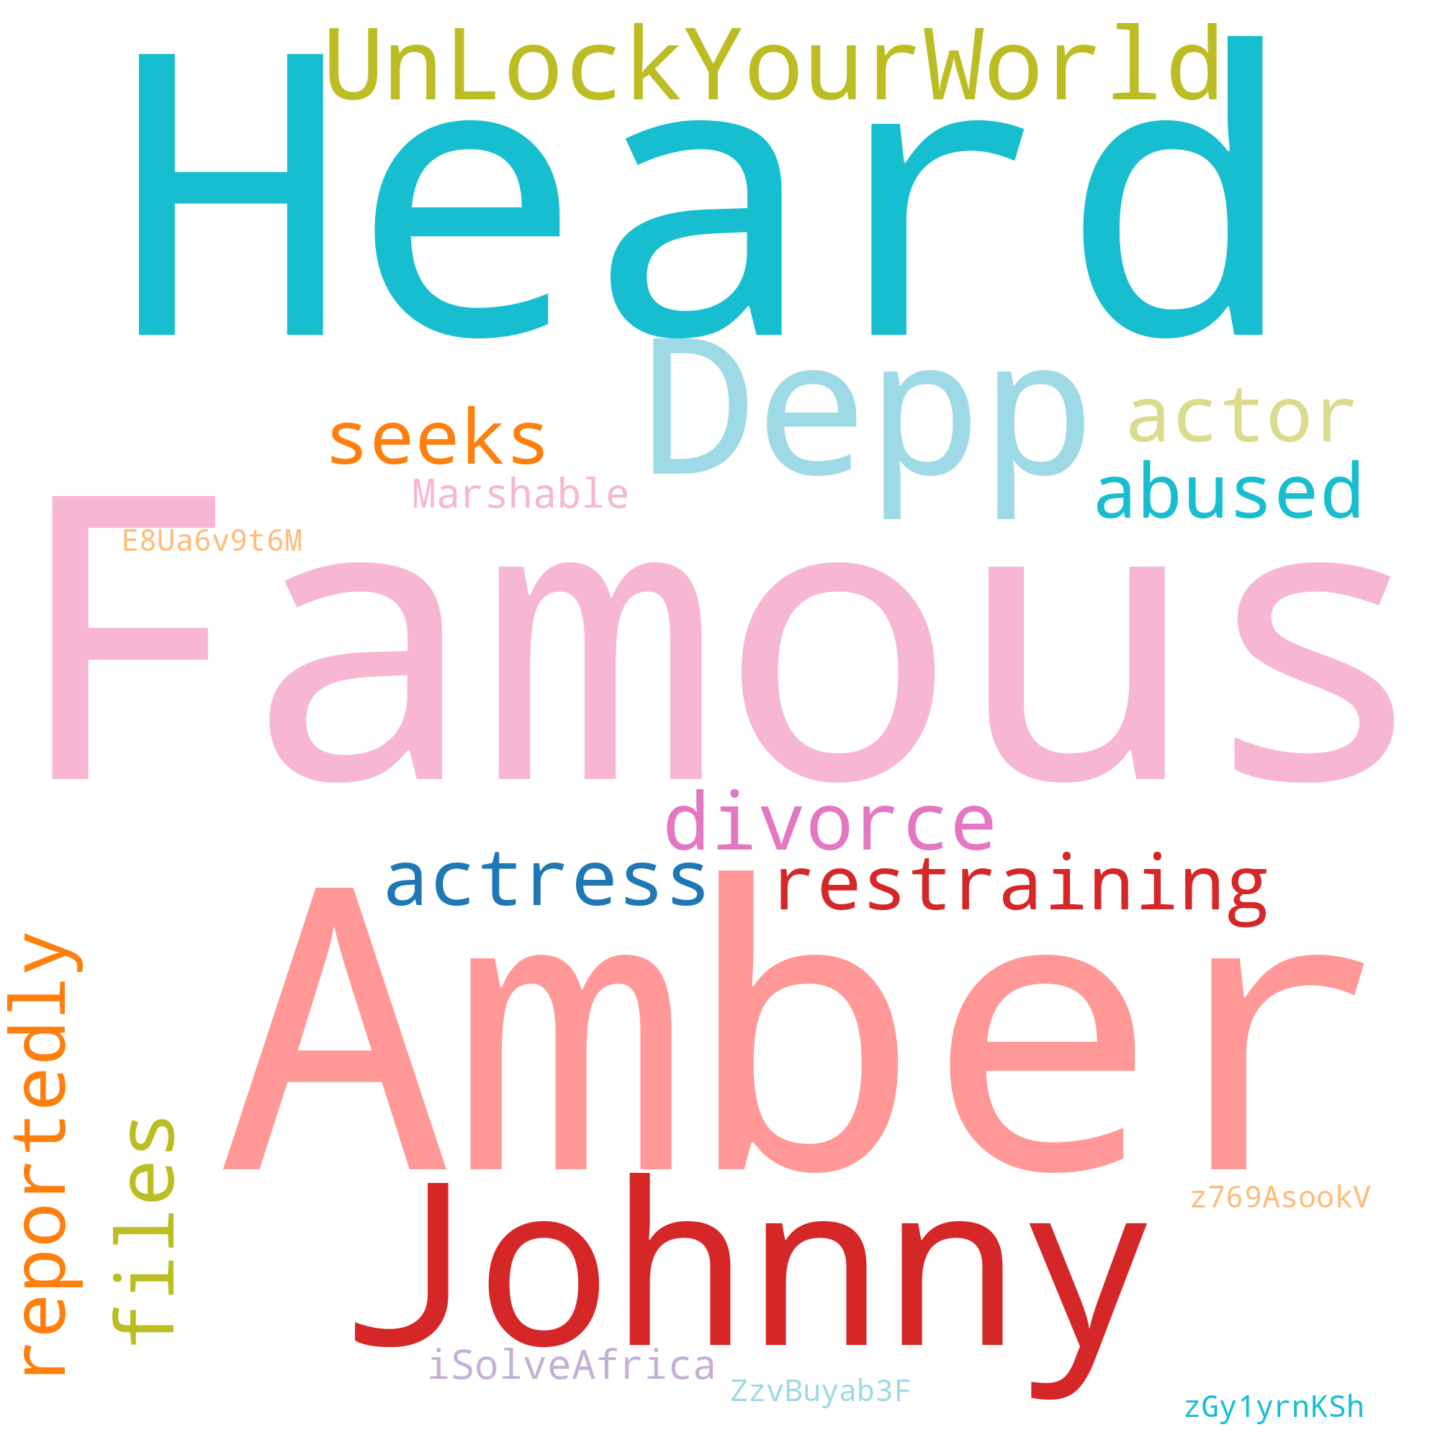 UnLockYourWorld
Heard
Depp
actor
seeks
abused
Marshable
E8Ua6v9t6M
Famous
divorce
actress
restraining
Amber
reportedly
files
z769AsookV
Johnny
iSolveAfrica
ZzvBuyab3F
zGy1yrnKSh